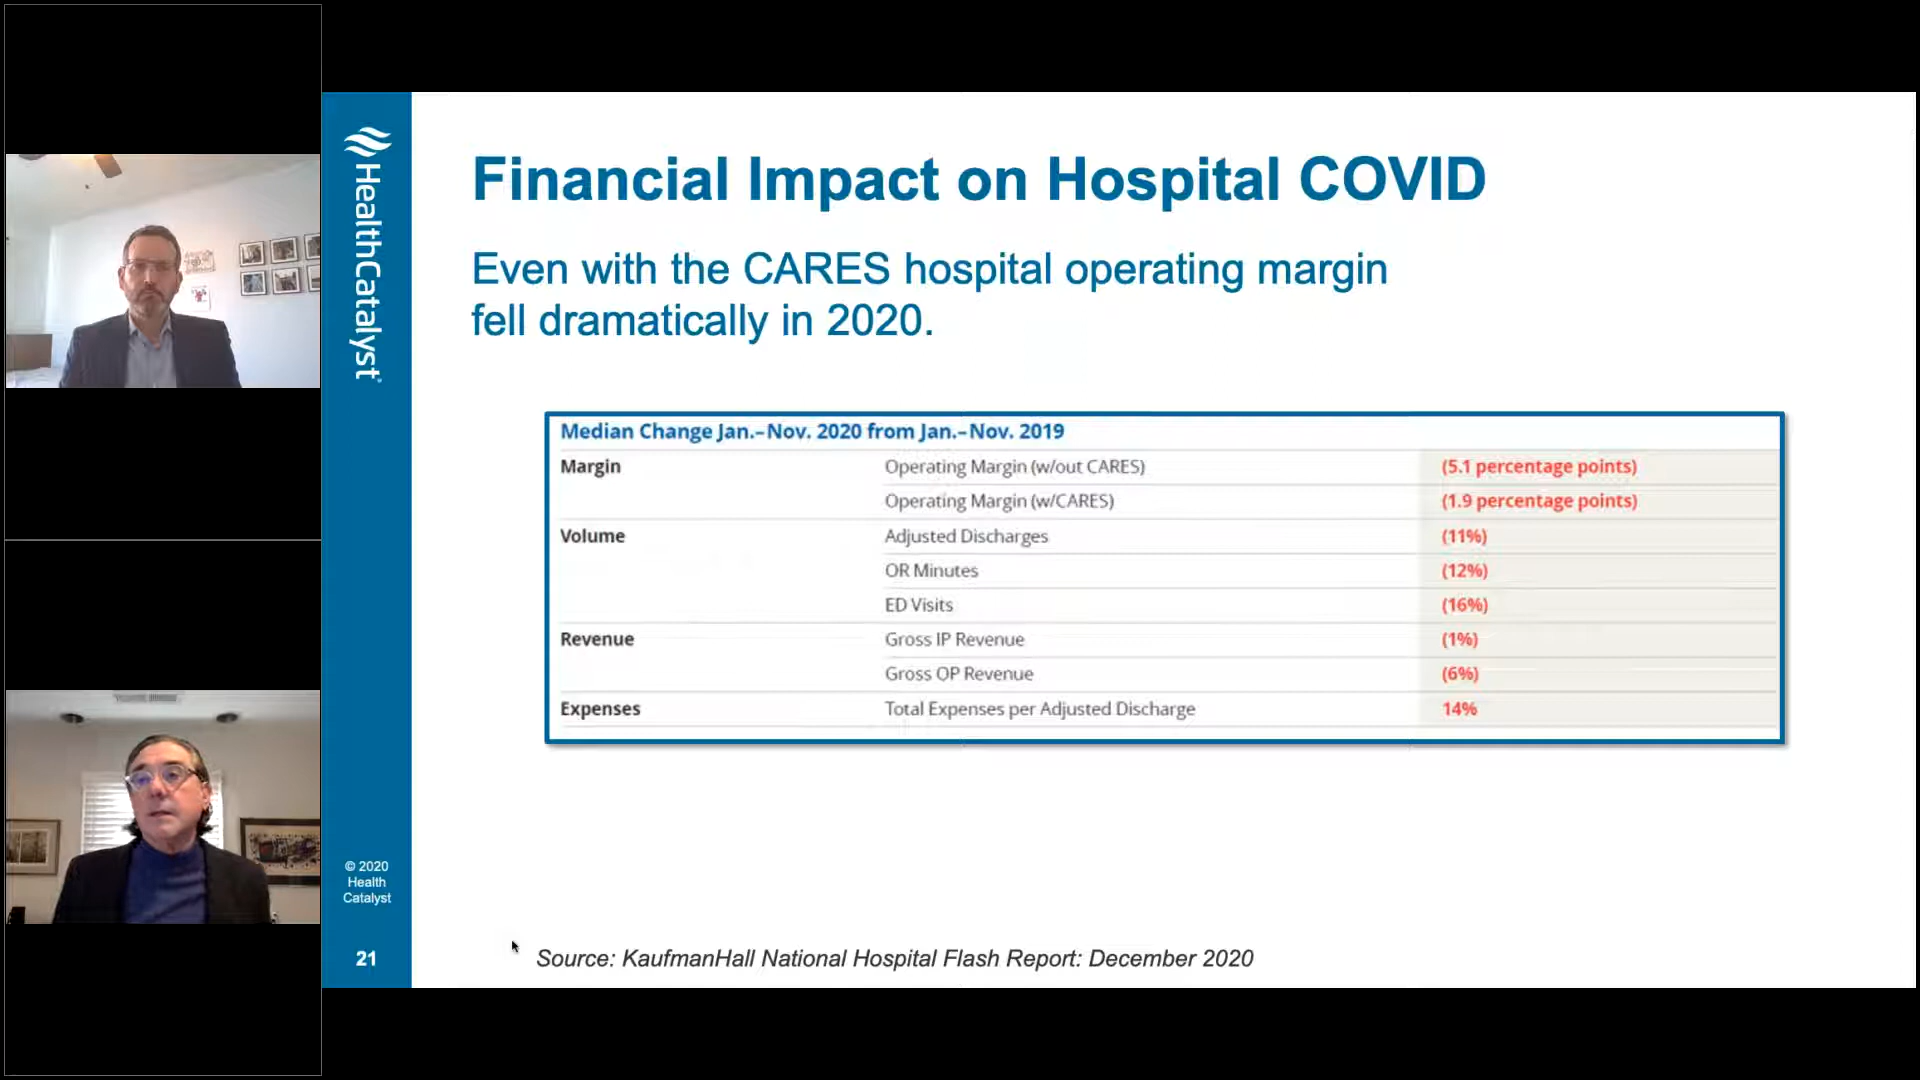 HealthCatalyst
Financial Impact on Hospital COVID
Even with the CARES hospital operating margin
fell dramatically in 2020.
Median Change Jan.–Nov. 2020 from Jan.–Nov. 2019
Margin Operating Margin (w/out CARES) (5.1 percentage points)
Operating Margin (w/CARES) (1.9 percentage points)
Volume Adjusted Discharges (11%)
OR Minutes (12%)
ED Visits (16%)
Revenue Gross IP Revenue (1%)
Gross OP Revenue (6%)
Expenses Total Expenses per Adjusted Discharge 14%
© 2020
Health
Catalyst
21
Source: KaufmanHall National Hospital Flash Report: December 2020